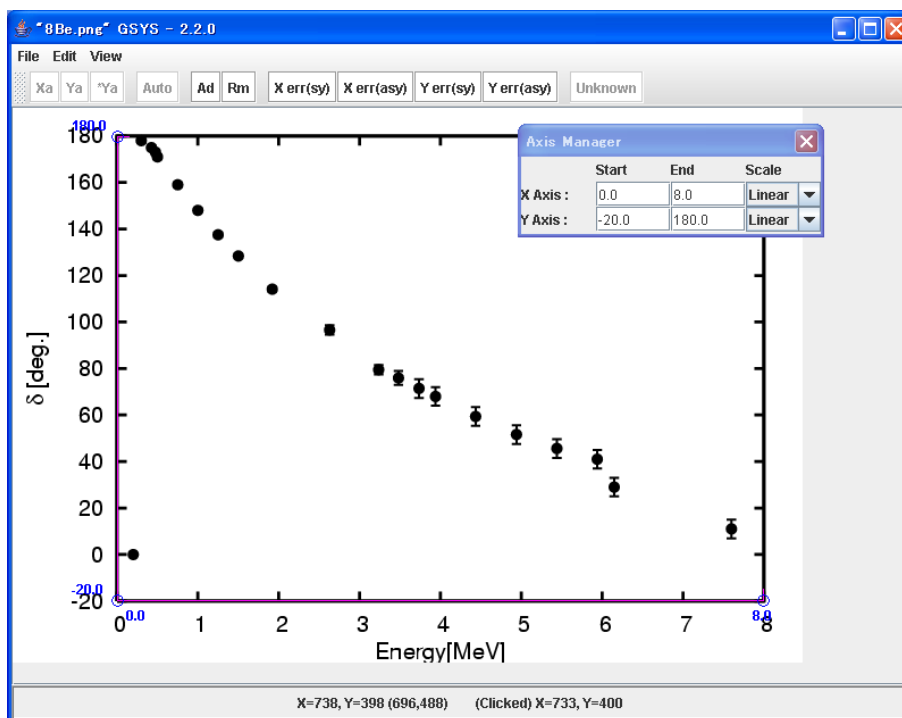 "8Be.png" GSYS - 2.2.0
File Edit View
Xa Ya *Ya Auto Ad Rm X err(sy) X err(asy) Y err(sy) Y err(asy) Unknown
180.0
180
160
140
120
100
80
60
40
20
0
-20.0
-20
δ [deg.]
Axis Manager
Start End Scale
X Axis : 0.0 8.0 Linear
Y Axis : -20.0 180.0 Linear
0.0 8.0
0 1 2 3 4 5 6 7 8
Energy[MeV]
X=738, Y=398 (696,488) (Clicked) X=733, Y=400